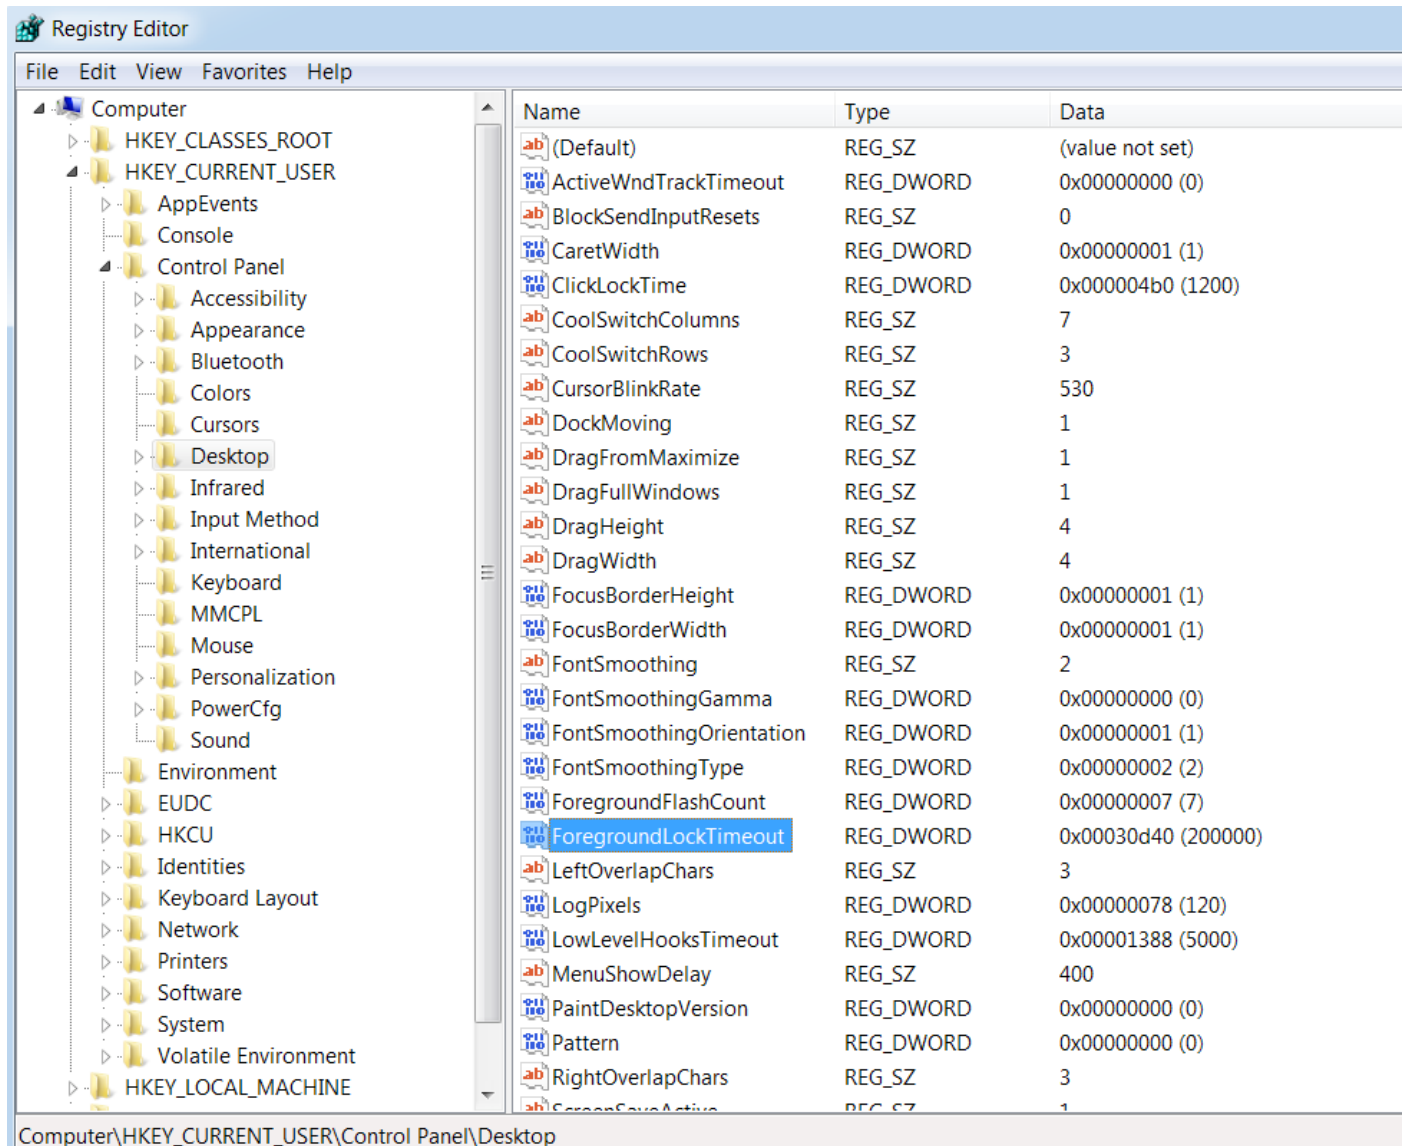 Registry Editor
File Edit View Favorites Help
Computer
HKEY_CLASSES_ROOT
HKEY_CURRENT_USER
AppEvents
Console
Control Panel
Accessibility
Appearance
Bluetooth
Colors
Cursors
Desktop
Infrared
Input Method
International
Keyboard
MMCPL
Mouse
Personalization
PowerCfg
Sound
Environment
EUDC
HKCU
Identities
Keyboard Layout
Network
Printers
Software
System
Volatile Environment
HKEY_LOCAL_MACHINE
Name Type Data
(Default) REG_SZ (value not set)
ActiveWndTrackTimeout REG_DWORD 0x00000000 (0)
BlockSendInputResets REG_SZ 0
CaretWidth REG_DWORD 0x00000001 (1)
ClickLockTime REG_DWORD 0x000004b0 (1200)
CoolSwitchColumns REG_SZ 7
CoolSwitchRows REG_SZ 3
CursorBlinkRate REG_SZ 530
DockMoving REG_SZ 1
DragFromMaximize REG_SZ 1
DragFullWindows REG_SZ 1
DragHeight REG_SZ 4
DragWidth REG_SZ 4
FocusBorderHeight REG_DWORD 0x00000001 (1)
FocusBorderWidth REG_DWORD 0x00000001 (1)
FontSmoothing REG_SZ 2
FontSmoothingGamma REG_DWORD 0x00000000 (0)
FontSmoothingOrientation REG_DWORD 0x00000001 (1)
FontSmoothingType REG_DWORD 0x00000002 (2)
ForegroundFlashCount REG_DWORD 0x00000007 (7)
ForegroundLockTimeout REG_DWORD 0x00030d40 (200000)
LeftOverlapChars REG_SZ 3
LogPixels REG_DWORD 0x00000078 (120)
LowLevelHooksTimeout REG_DWORD 0x00001388 (5000)
MenuShowDelay REG_SZ 400
PaintDesktopVersion REG_DWORD 0x00000000 (0)
Pattern REG_DWORD 0x00000000 (0)
RightOverlapChars REG_SZ 3
ScreenSaveActive REG_SZ 1
Computer\HKEY_CURRENT_USER\Control Panel\Desktop